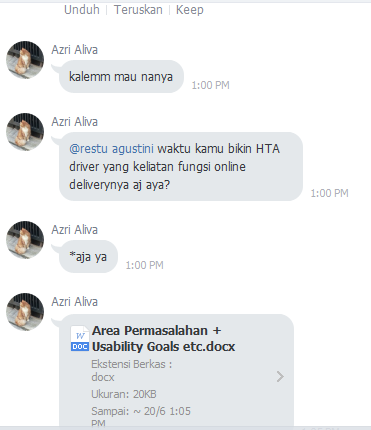 Unduh | Teruskan | Keep
Azri Aliva
kalemm mau nanya
1:00 PM
Azri Aliva
@restu agustini waktu kamu bikin HTA
driver yang keliatan fungsi online
deliverynya aj aya?
1:00 PM
Azri Aliva
*aja ya
1:00 PM
Azri Aliva
Area Permasalahan +
Usability Goals etc.docx
W
DOC
Ekstensi Berkas :
docx
Ukuran: 20KB
Sampai: ~ 20/6 1:05
PM